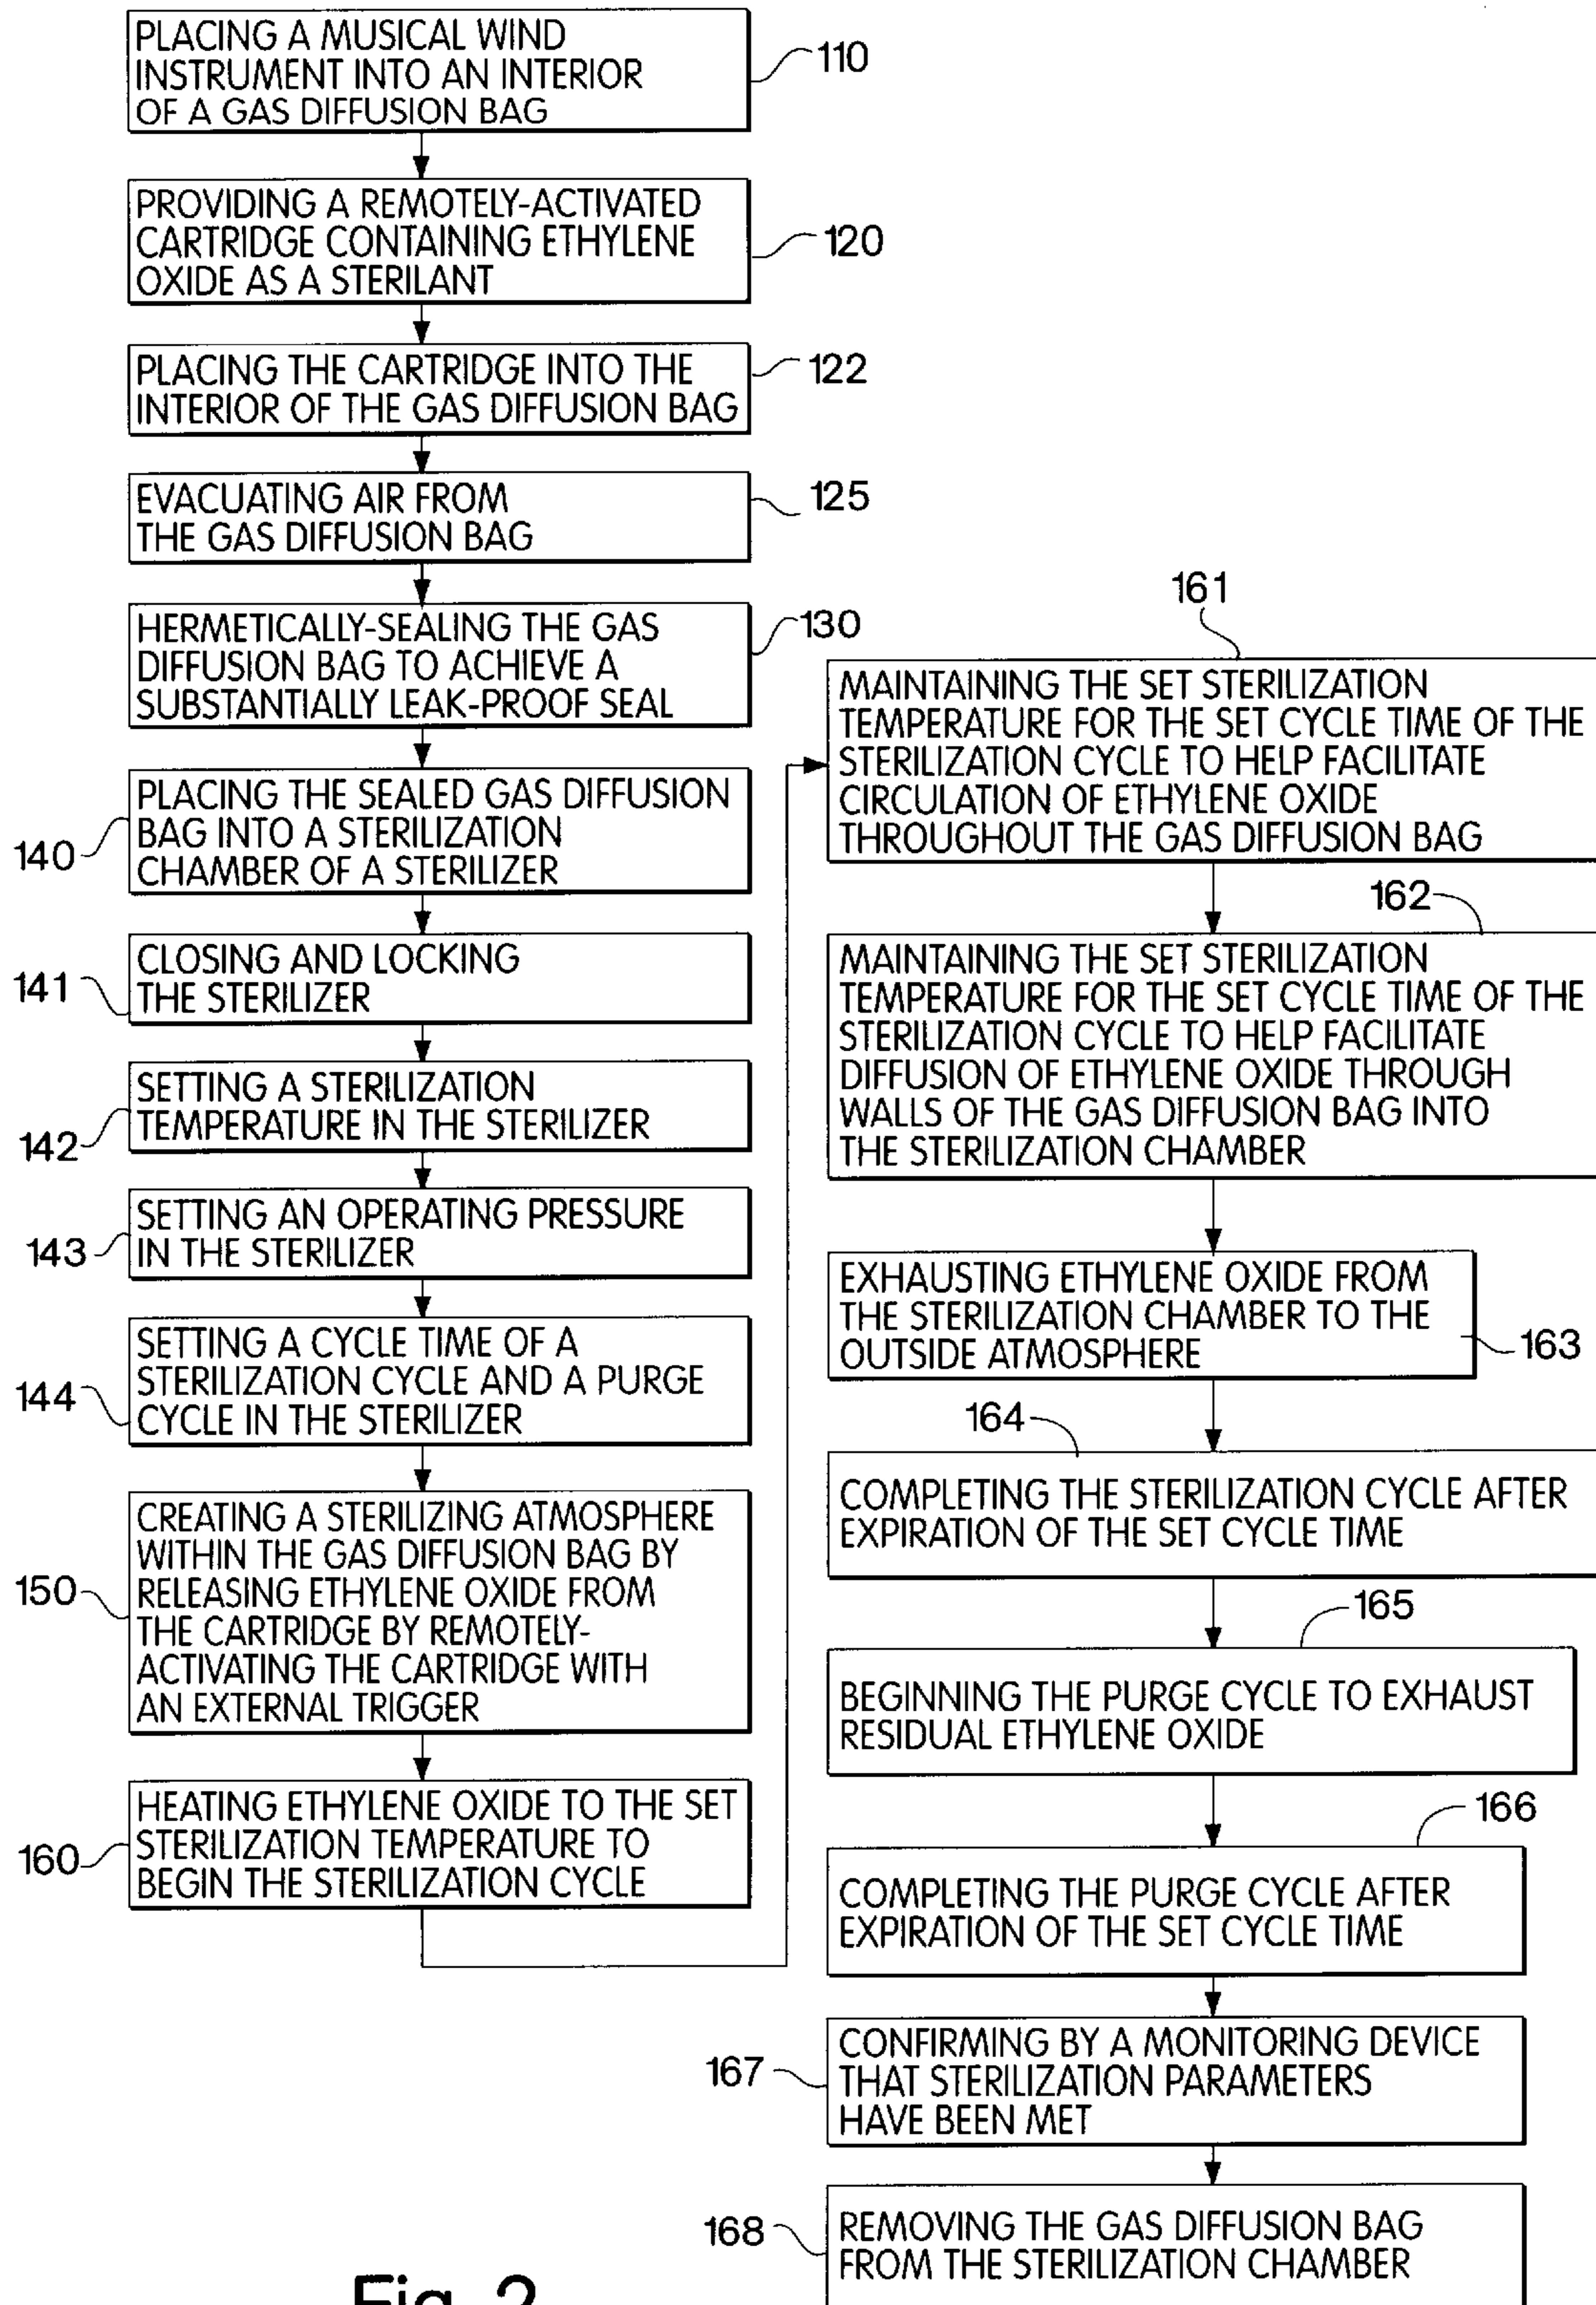 PLACING A MUSICAL WIND
INSTRUMENT INTO AN INTERIOR
OF A GAS DIFFUSION BAG
110
PROVIDING A REMOTELY-ACTIVATED
CARTRIDGE CONTAINING ETHYLENE
OXIDE AS A STERILANT
120
PLACING THE CARTRIDGE INTO THE
INTERIOR OF THE GAS DIFFUSION BAG
122
EVACUATING AIR FROM
THE GAS DIFFUSION BAG
125
HERMETICALLY-SEALING THE GAS
DIFFUSION BAG TO ACHIEVE A
SUBSTANTIALLY LEAK-PROOF SEAL
130
PLACING THE SEALED GAS DIFFUSION
BAG INTO A STERILIZATION
CHAMBER OF A STERILIZER
140
CLOSING AND LOCKING
THE STERILIZER
141
SETTING A STERILIZATION
TEMPERATURE IN THE STERILIZER
142
SETTING AN OPERATING PRESSURE
IN THE STERILIZER
143
SETTING A CYCLE TIME OF A
STERILIZATION CYCLE AND A PURGE
CYCLE IN THE STERILIZER
144
CREATING A STERILIZING ATMOSPHERE
WITHIN THE GAS DIFFUSION BAG BY
RELEASING ETHYLENE OXIDE FROM
THE CARTRIDGE BY REMOTELY-
ACTIVATING THE CARTRIDGE WITH
AN EXTERNAL TRIGGER
150
HEATING ETHYLENE OXIDE TO THE SET
STERILIZATION TEMPERATURE TO
BEGIN THE STERILIZATION CYCLE
160
161
MAINTAINING THE SET STERILIZATION
TEMPERATURE FOR THE SET CYCLE TIME OF THE
STERILIZATION CYCLE TO HELP FACILITATE
CIRCULATION OF ETHYLENE OXIDE
THROUGHOUT THE GAS DIFFUSION BAG
162
MAINTAINING THE SET STERILIZATION
TEMPERATURE FOR THE SET CYCLE TIME OF THE
STERILIZATION CYCLE TO HELP FACILITATE
DIFFUSION OF ETHYLENE OXIDE THROUGH
WALLS OF THE GAS DIFFUSION BAG INTO
THE STERILIZATION CHAMBER
EXHAUSTING ETHYLENE OXIDE FROM
THE STERILIZATION CHAMBER TO THE
OUTSIDE ATMOSPHERE
163
164
COMPLETING THE STERILIZATION CYCLE AFTER
EXPIRATION OF THE SET CYCLE TIME
165
BEGINNING THE PURGE CYCLE TO EXHAUST
RESIDUAL ETHYLENE OXIDE
166
COMPLETING THE PURGE CYCLE AFTER
EXPIRATION OF THE SET CYCLE TIME
CONFIRMING BY A MONITORING DEVICE
THAT STERILIZATION PARAMETERS
HAVE BEEN MET
167
REMOVING THE GAS DIFFUSION BAG
FROM THE STERILIZATION CHAMBER
168
Fig. 2